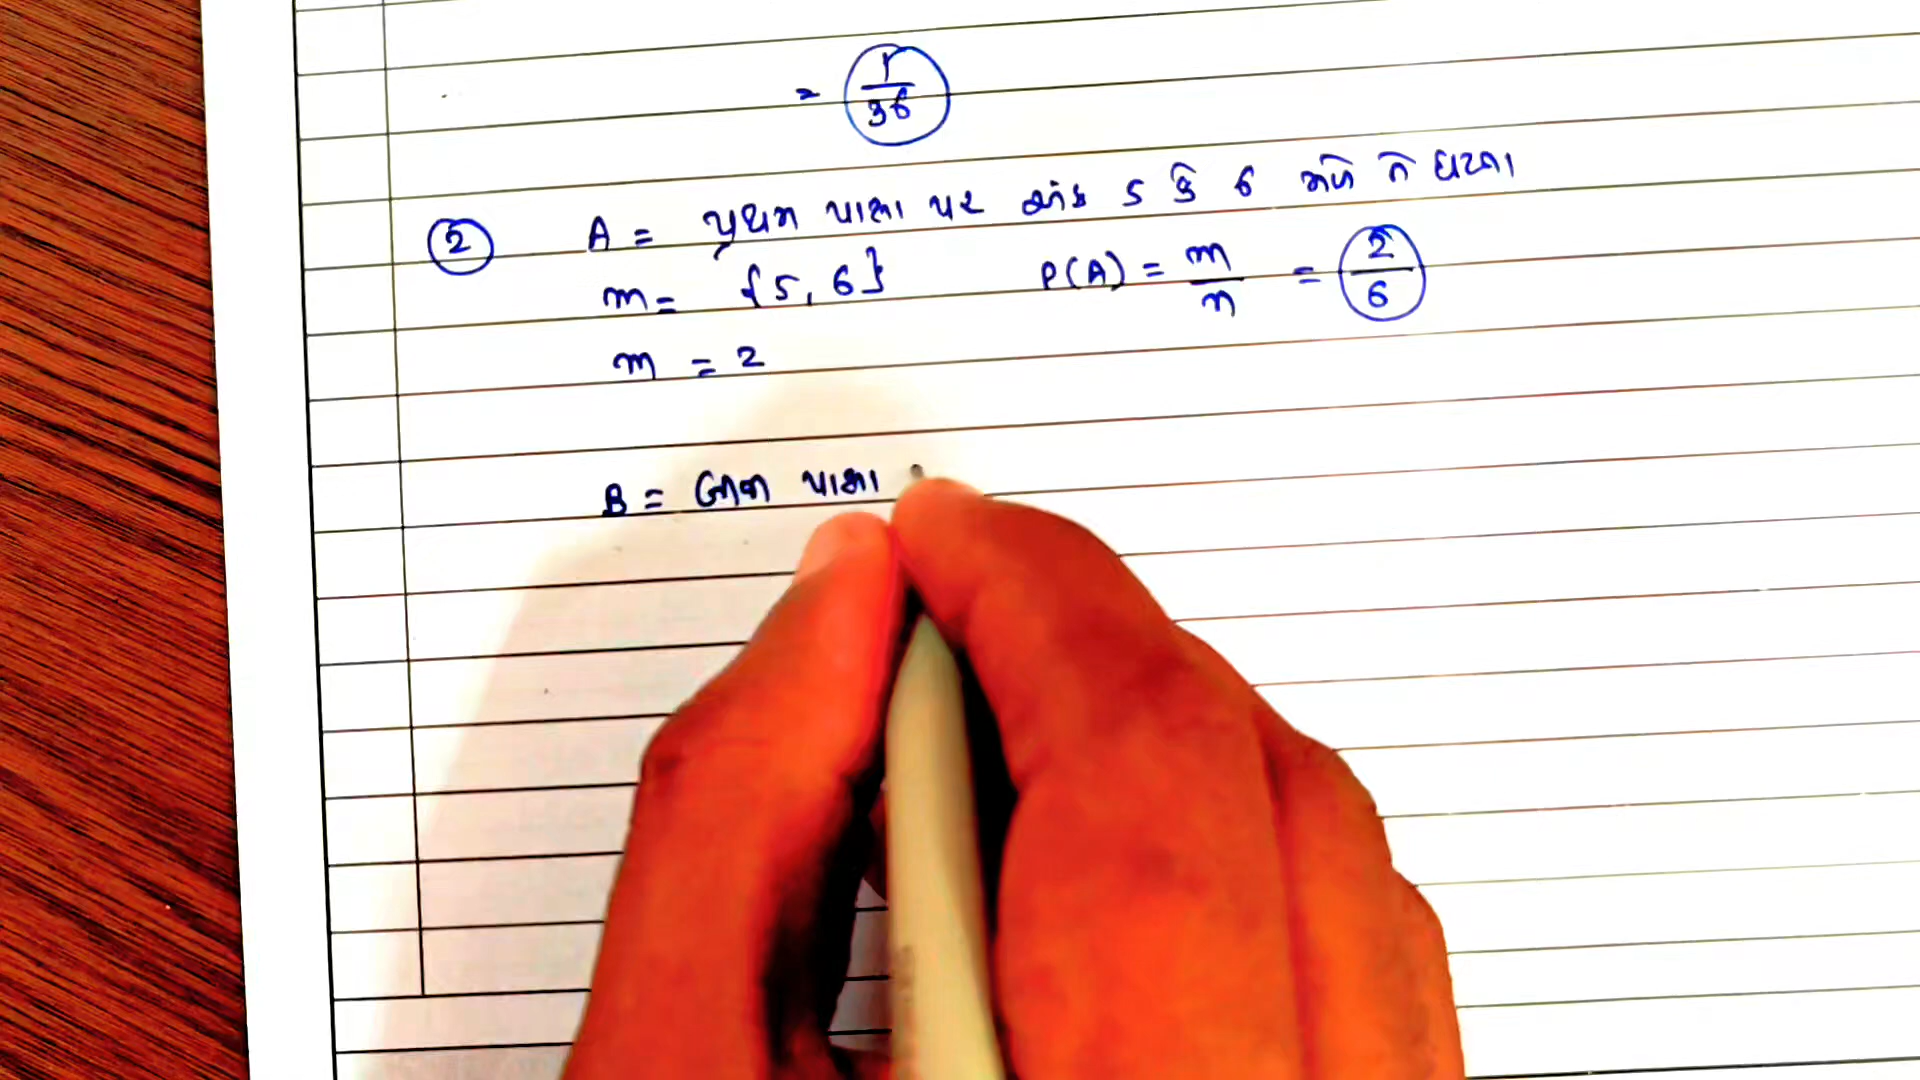 = 1/36
② A = પ્રથમ પાસા પર અંક 5 કે 6 મળે તે ઘટના
m = {5, 6} P(A) = m/n = 2/6
m = 2
B = બીજા પાસા